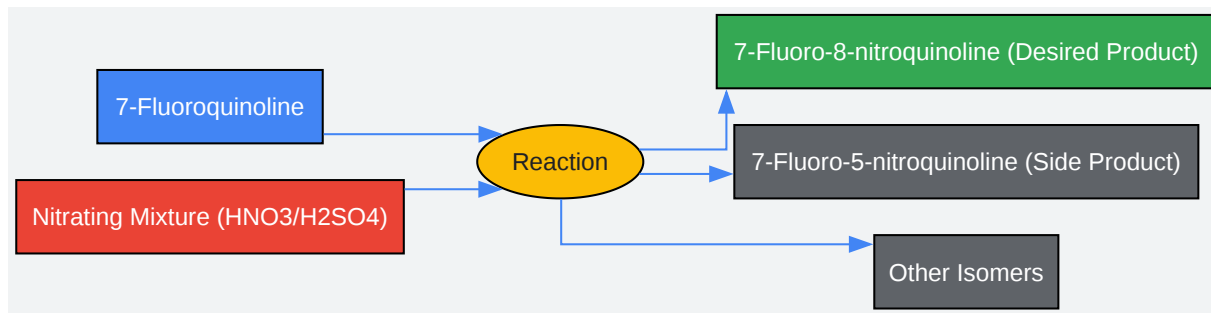 7-Fluoroquinoline
Nitrating Mixture (HNO3/H2SO4)
Reaction
7-Fluoro-8-nitroquinoline (Desired Product)
7-Fluoro-5-nitroquinoline (Side Product)
Other Isomers